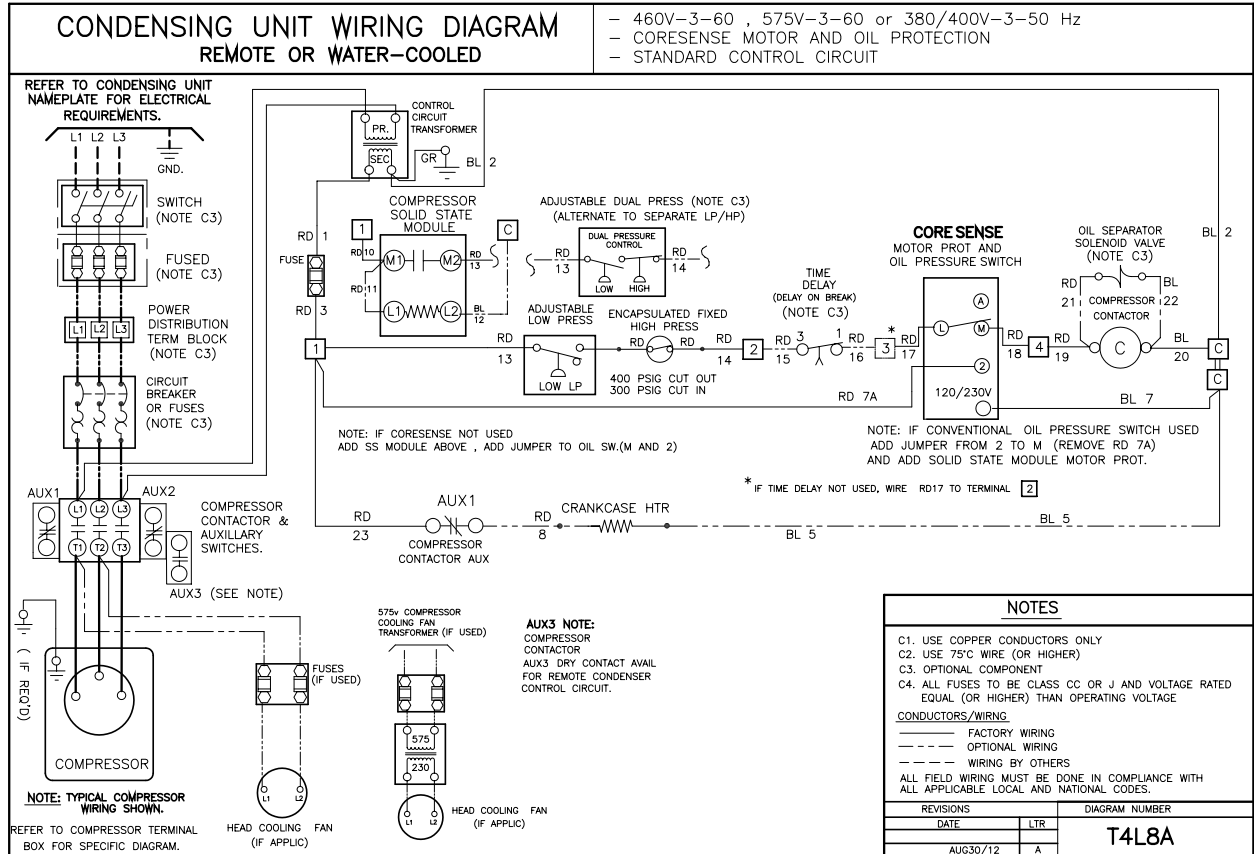 CONDENSING UNIT WIRING DIAGRAM
REMOTE OR WATER-COOLED
- 460V-3-60 , 575V-3-60 or 380/400V-3-50 Hz
- CORESENSE MOTOR AND OIL PROTECTION
- STANDARD CONTROL CIRCUIT
REFER TO CONDENSING UNIT
NAMEPLATE FOR ELECTRICAL
REQUIREMENTS.
L1 L2 L3
GND.
SWITCH
(NOTE C3)
FUSED
(NOTE C3)
L1 L2 L3
POWER
DISTRIBUTION
TERM BLOCK
(NOTE C3)
CIRCUIT
BREAKER
OR FUSES
(NOTE C3)
AUX1
AUX2
L1 L2 L3
T1 T2 T3
COMPRESSOR
CONTACTOR &
AUXILLARY
SWITCHES.
AUX3 (SEE NOTE)
( IF REQ'D)
COMPRESSOR
NOTE: TYPICAL COMPRESSOR
WIRING SHOWN.
REFER TO COMPRESSOR TERMINAL
BOX FOR SPECIFIC DIAGRAM.
FUSES
(IF USED)
L1 L2
HEAD COOLING FAN
(IF APPLIC)
575v COMPRESSOR
COOLING FAN
TRANSFORMER (IF USED)
575
230
L1 L2
HEAD COOLING FAN
(IF APPLIC)
AUX3 NOTE:
COMPRESSOR
CONTACTOR
AUX3 DRY CONTACT AVAIL
FOR REMOTE CONDENSER
CONTROL CIRCUIT.
PR.
SEC
CONTROL
CIRCUIT
TRANSFORMER
GR
BL 2
RD 1
FUSE
RD 3
1
COMPRESSOR
SOLID STATE
MODULE
1
RD 10
RD 11
M1 M2
L1 L2
RD
13
BL
12
C
ADJUSTABLE DUAL PRESS (NOTE C3)
(ALTERNATE TO SEPARATE LP/HP)
DUAL PRESSURE
CONTROL
LOW HIGH
RD
13
RD
14
RD
13
ADJUSTABLE
LOW PRESS
LOW LP
ENCAPSULATED FIXED
HIGH PRESS
RD RD
400 PSIG CUT OUT
300 PSIG CUT IN
RD
14
2
RD
15
TIME
DELAY
(DELAY ON BREAK)
(NOTE C3)
3 1
RD
16
*
3
RD
17
CORE SENSE
MOTOR PROT AND
OIL PRESSURE SWITCH
A
L
M
2
120/230V
RD
18
4
RD
19
OIL SEPARATOR
SOLENOID VALVE
(NOTE C3)
RD
21
BL
22
COMPRESSOR
CONTACTOR
C
BL
20
BL 2
C
C
RD 7A
BL 7
NOTE: IF CORESENSE NOT USED
ADD SS MODULE ABOVE , ADD JUMPER TO OIL SW.(M AND 2)
NOTE: IF CONVENTIONAL OIL PRESSURE SWITCH USED
ADD JUMPER FROM 2 TO M (REMOVE RD 7A)
AND ADD SOLID STATE MODULE MOTOR PROT.
* IF TIME DELAY NOT USED, WIRE RD17 TO TERMINAL 2
RD
23
AUX1
COMPRESSOR
CONTACTOR AUX
RD
8
CRANKCASE HTR
BL 5
BL 5
NOTES
C1. USE COPPER CONDUCTORS ONLY
C2. USE 75°C WIRE (OR HIGHER)
C3. OPTIONAL COMPONENT
C4. ALL FUSES TO BE CLASS CC OR J AND VOLTAGE RATED
EQUAL (OR HIGHER) THAN OPERATING VOLTAGE
CONDUCTORS/WIRNG
FACTORY WIRING
OPTIONAL WIRING
WIRING BY OTHERS
ALL FIELD WIRING MUST BE DONE IN COMPLIANCE WITH
ALL APPLICABLE LOCAL AND NATIONAL CODES.
REVISIONS
DIAGRAM NUMBER
DATE LTR
T4L8A
AUG30/12 A